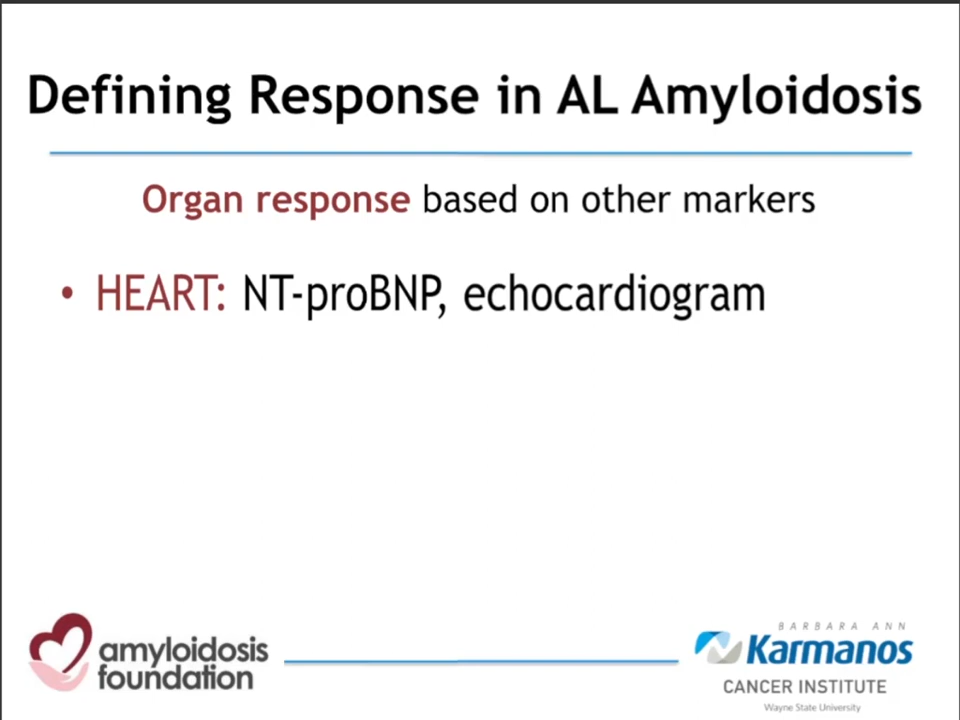 Defining Response in AL Amyloidosis
Organ response based on other markers
• HEART: NT-proBNP, echocardiogram
amyloidosis
foundation
BARBARA ANN
Karmanos
CANCER INSTITUTE
Wayne State University